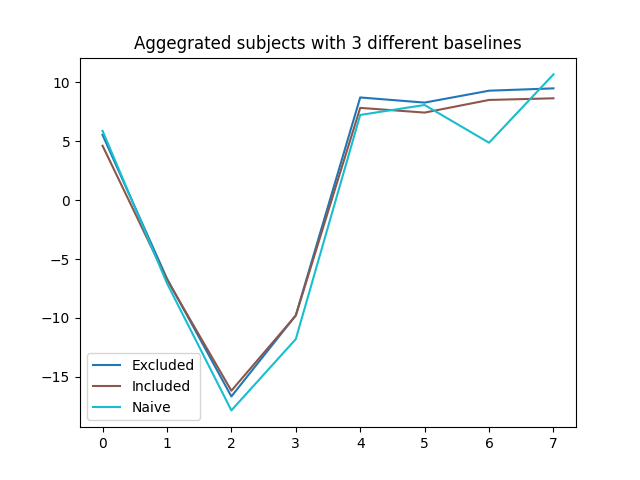 Aggegrated subjects with 3 different baselines
10
5
0
−5
−10
−15
Excluded
Included
Naive
0 1 2 3 4 5 6 7